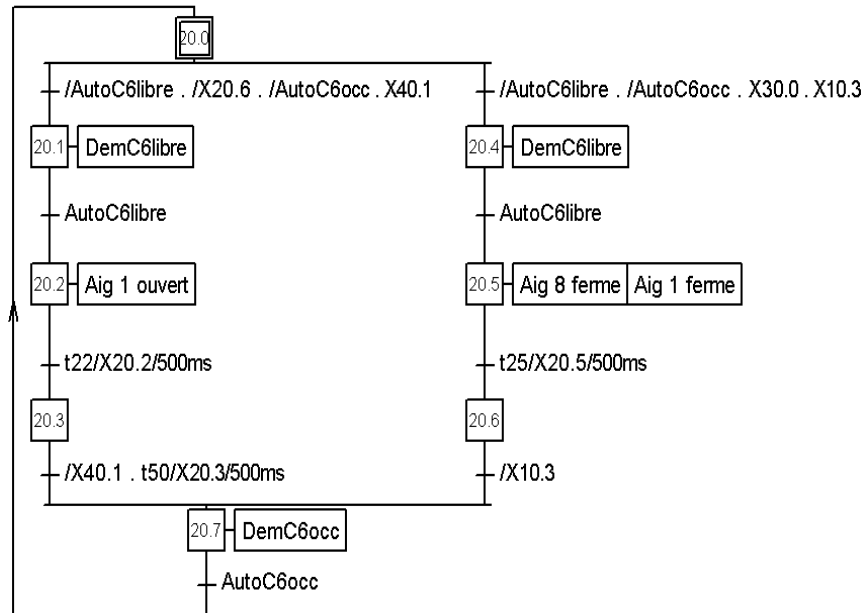 20.0
/AutoC6libre . /X20.6 . /AutoC6occ . X40.1
/AutoC6libre . /AutoC6occ . X30.0 . X10.3
20.1 DemC6libre
20.4 DemC6libre
AutoC6libre
AutoC6libre
20.2 Aig 1 ouvert
20.5 Aig 8 ferme Aig 1 ferme
t22/X20.2/500ms
t25/X20.5/500ms
20.3
20.6
/X40.1 . t50/X20.3/500ms
/X10.3
20.7 DemC6occ
AutoC6occ